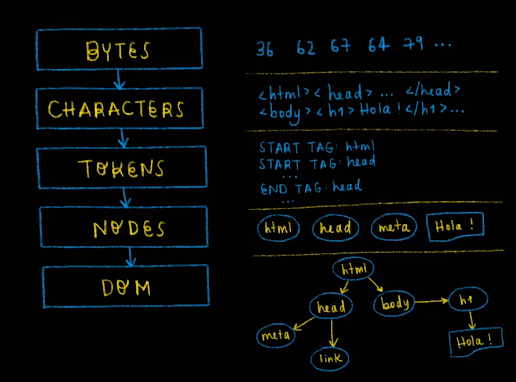 BYTES
36 62 67 64 79 ...
CHARACTERS
<html><head> ... </head>
<body><h1>Hola!</h1>...
TOKENS
START TAG: html
START TAG: head
...
END TAG: head
...
NODES
html head meta Hola!
DOM
html
head body h1
meta Hola!
link